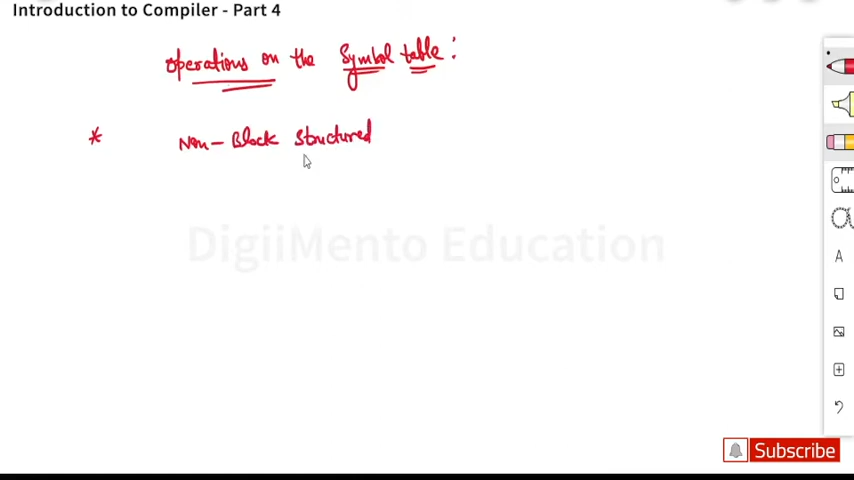 Introduction to Compiler - Part 4
operations on the Symbol table :
* Non-Block Structured
DigiiMento Education
A
Subscribe